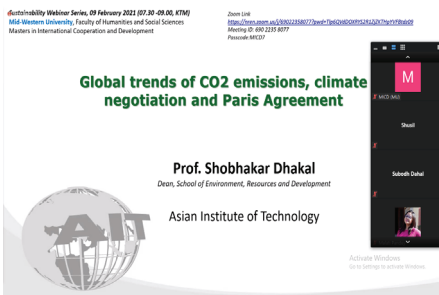 Sustainability Webinar Series, 09 February 2021 (07.30 -09.00, KTM)
Mid-Western University, Faculty of Humanities and Social Sciences
Masters in International Cooperation and Development
Zoom Link
Meeting ID: 690 2235 8077
Passcode:MICD7
Global trends of CO2 emissions, climate
negotiation and Paris Agreement
Prof. Shobhakar Dhakal
Dean, School of Environment, Resources and Development
Asian Institute of Technology
AIT
M
MICD (MU)
Shusil
Subodh Dahal
Activate Windows
Go to Settings to activate Windows.